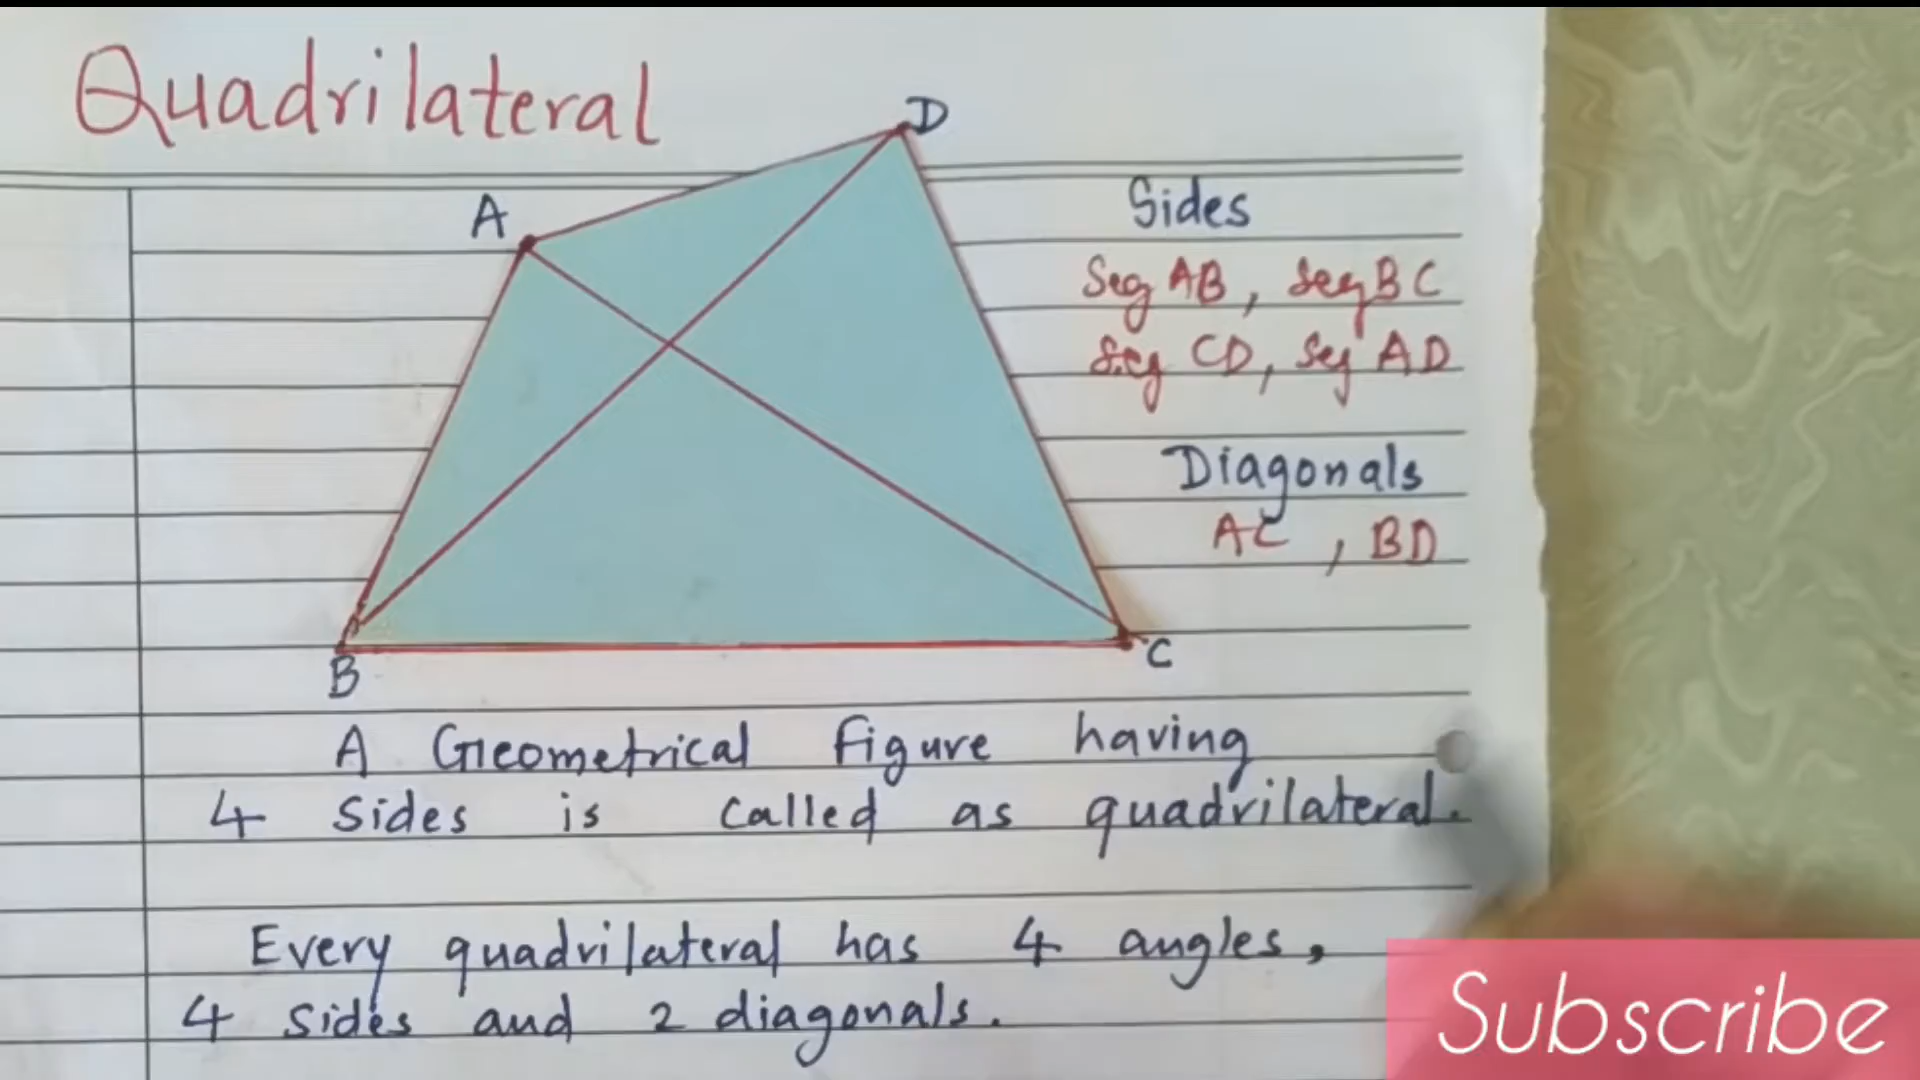 Quadrilateral
D
A
Sides
Seg AB, Seg BC
Seg CD, Seg AD
Diagonals
AC, BD
B
C
A Geometrical figure having
4 sides is called as quadrilateral.
Every quadrilateral has 4 angles,
4 sides and 2 diagonals.
Subscribe